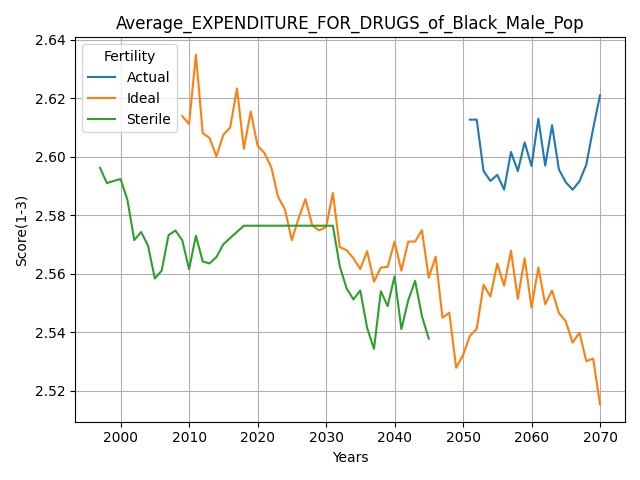 Average_EXPENDITURE_FOR_DRUGS_of_Black_Male_Pop
Fertility
Actual
Ideal
Sterile
Score(1-3)
2.64
2.62
2.60
2.58
2.56
2.54
2.52
2000 2010 2020 2030 2040 2050 2060 2070
Years